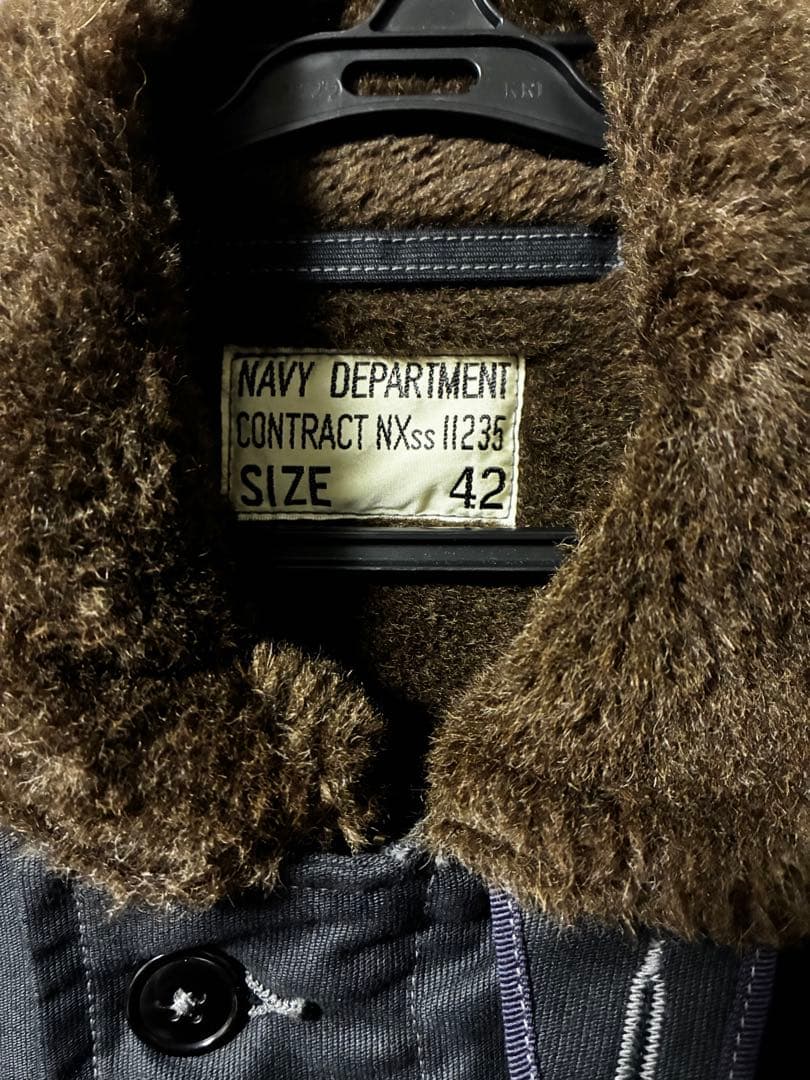 NAVY DEPARTMENT
CONTRACT NXss 11235
SIZE 42